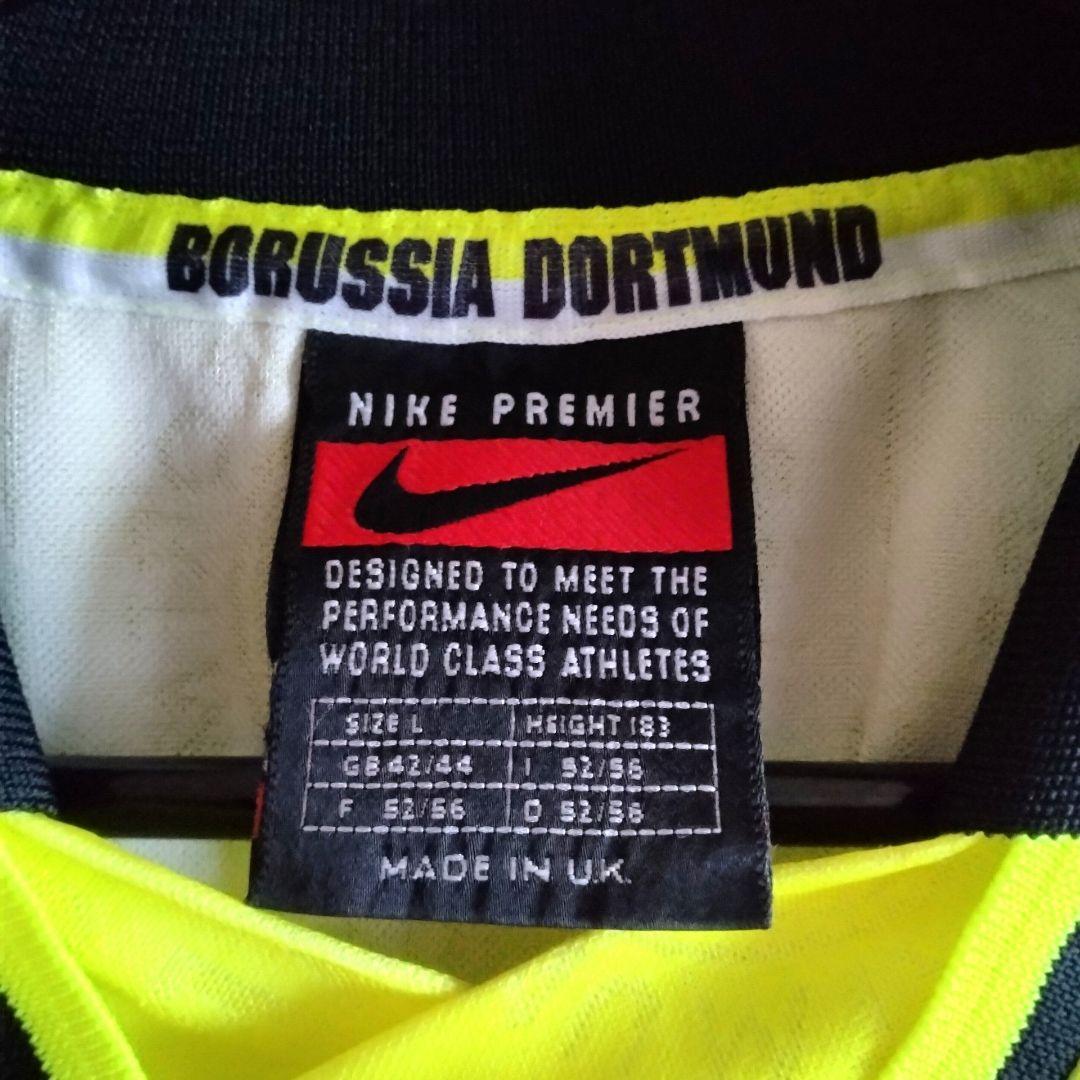 BORUSSIA DORTMUND
NIKE PREMIER
DESIGNED TO MEET THE
PERFORMANCE NEEDS OF
WORLD CLASS ATHLETES
SIZE L HEIGHT 183
GB 42/44 I 52/56
F 52/56 D 52/56
MADE IN U.K.